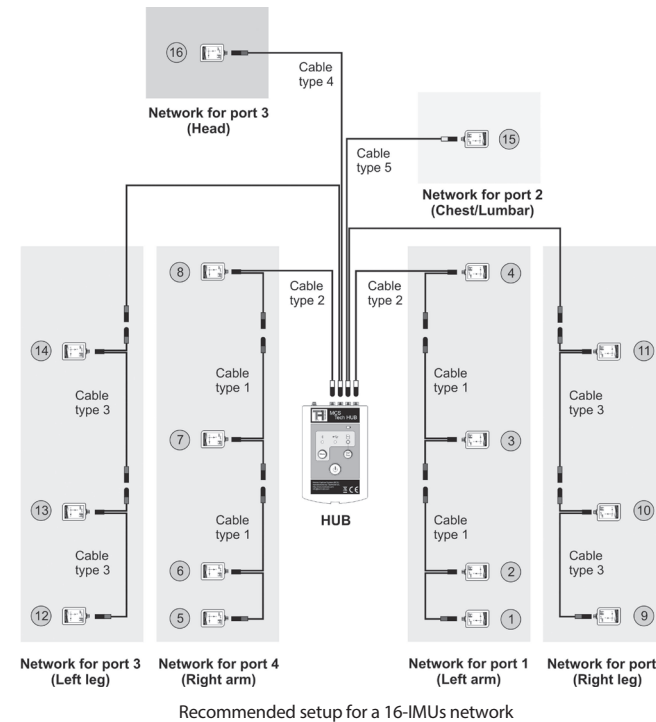 16
Cable
type 4
Network for port 3
(Head)
Cable
type 5
15
Network for port 2
(Chest/Lumbar)
8
Cable
type 2
Cable
type 2
4
14
Cable
type 3
Cable
type 1
7
Cable
type 1
3
11
Cable
type 3
MCS
Tech HUB
HUB
13
Cable
type 3
Cable
type 1
6
Cable
type 1
2
10
Cable
type 3
12
5
1
9
Network for port 3
(Left leg)
Network for port 4
(Right arm)
Network for port 1
(Left arm)
Network for port
(Right leg)
Recommended setup for a 16-IMUs network